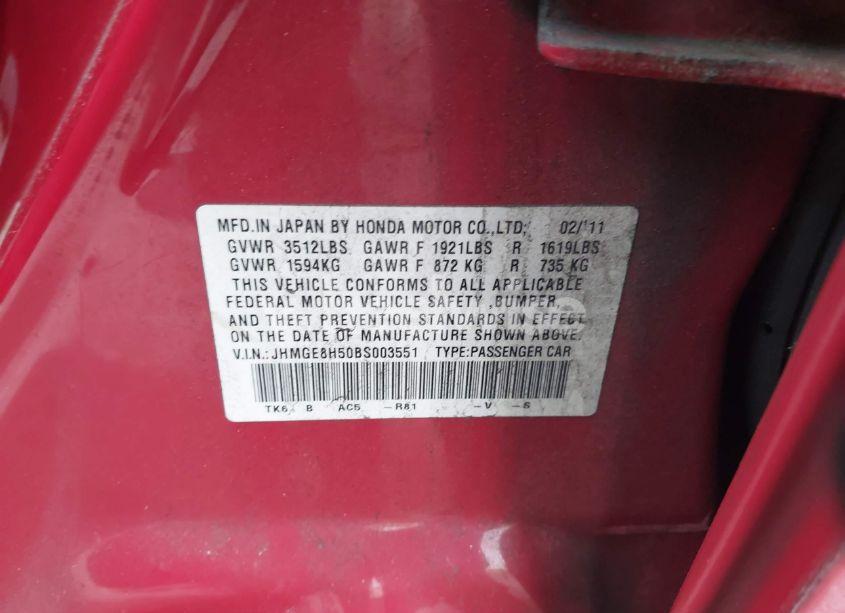 MFD.IN JAPAN BY HONDA MOTOR CO.,LTD; 02/11
GVWR 3512LBS GAWR F 1921LBS R 1619LBS
GVWR 1594KG GAWR F 872 KG R 735 KG
THIS VEHICLE CONFORMS TO ALL APPLICABLE
FEDERAL MOTOR VEHICLE SAFETY ,BUMPER,
AND THEFT PREVENTION STANDARDS IN EFFECT
ON THE DATE OF MANUFACTURE SHOWN ABOVE.
V.I.N.:JHMGE8H50BS003551 TYPE:PASSENGER CAR
TK6 B AC5 -R81 -V -S